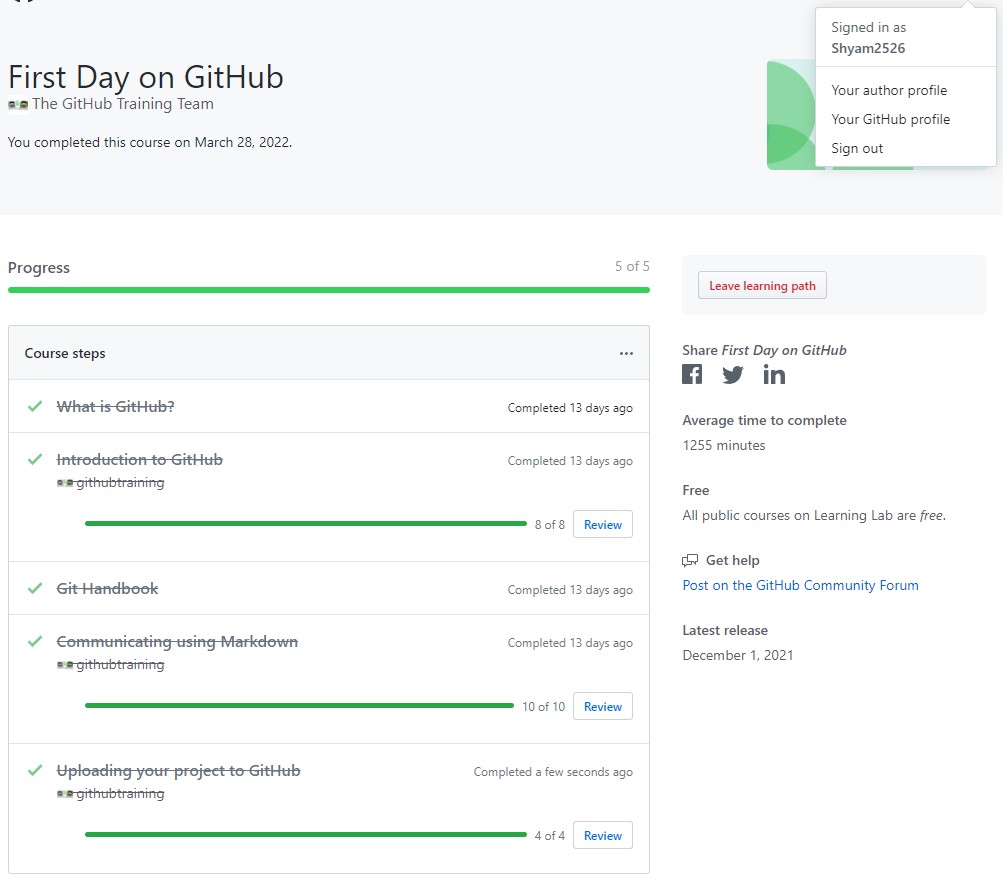 Signed in as
Shyam2526
Your author profile
Your GitHub profile
Sign out
First Day on GitHub
The GitHub Training Team
You completed this course on March 28, 2022.
Progress
5 of 5
Course steps
What is GitHub?
Completed 13 days ago
Introduction to GitHub
Completed 13 days ago
githubtraining
8 of 8
Review
Git Handbook
Completed 13 days ago
Communicating using Markdown
Completed 13 days ago
githubtraining
10 of 10
Review
Uploading your project to GitHub
Completed a few seconds ago
githubtraining
4 of 4
Review
Leave learning path
Share First Day on GitHub
Average time to complete
1255 minutes
Free
All public courses on Learning Lab are free.
Get help
Post on the GitHub Community Forum
Latest release
December 1, 2021